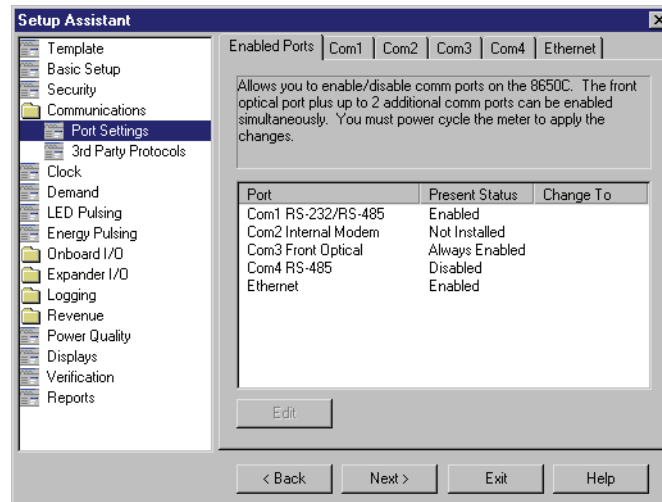 Setup Assistant
Template
Basic Setup
Security
Communications
Port Settings
3rd Party Protocols
Clock
Demand
LED Pulsing
Energy Pulsing
Onboard I/O
Expander I/O
Logging
Revenue
Power Quality
Displays
Verification
Reports
Enabled Ports Com1 Com2 Com3 Com4 Ethernet
Allows you to enable/disable comm ports on the 8650C. The front
optical port plus up to 2 additional comm ports can be enabled
simultaneously. You must power cycle the meter to apply the
changes.
Port Present Status Change To
Com1 RS-232/RS-485 Enabled
Com2 Internal Modem Not Installed
Com3 Front Optical Always Enabled
Com4 RS-485 Disabled
Ethernet Enabled
Edit
< Back Next > Exit Help